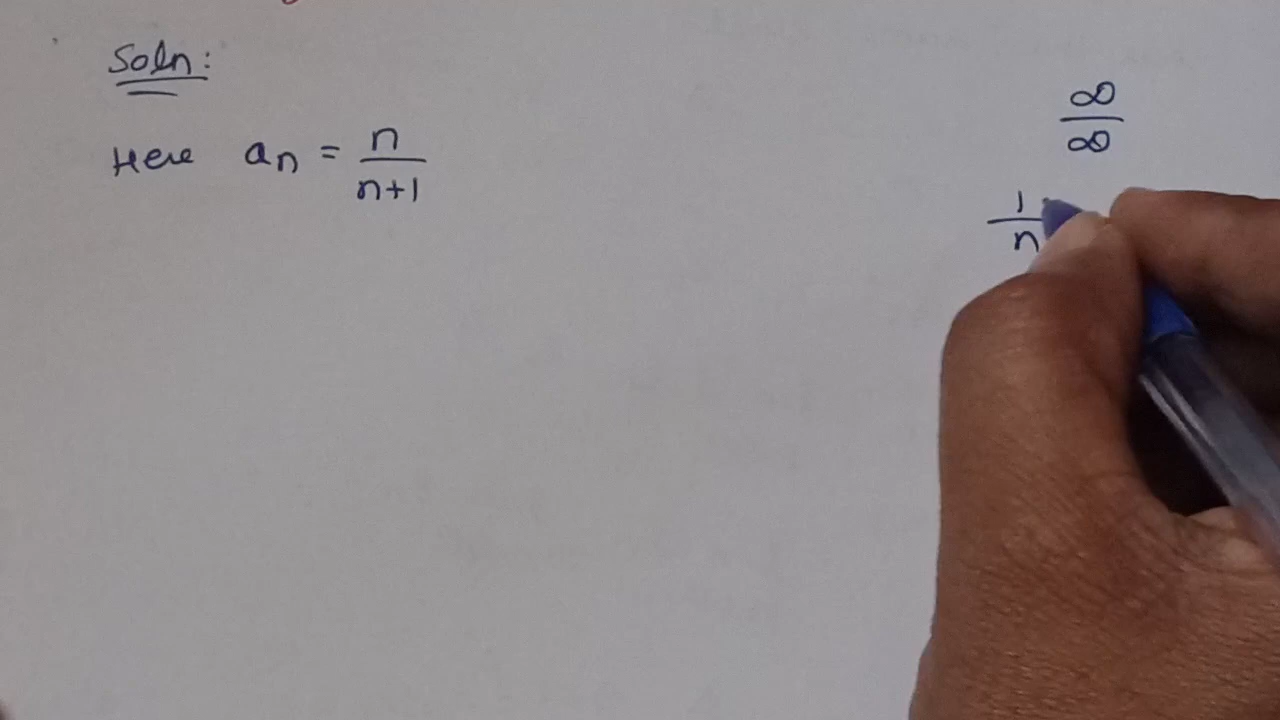 Soln:
∞
∞
Here an = n
n+1
1
n